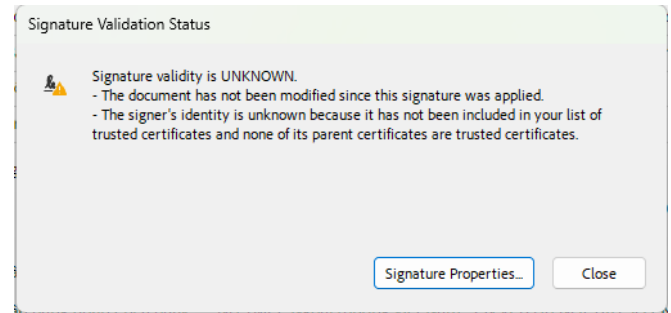 Signature Validation Status
Signature validity is UNKNOWN.
- The document has not been modified since this signature was applied.
- The signer's identity is unknown because it has not been included in your list of
trusted certificates and none of its parent certificates are trusted certificates.
Signature Properties...
Close